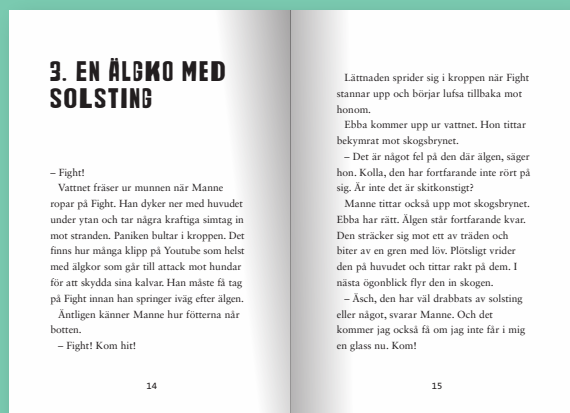 3. EN ÄLGKO MED
SOLSTING
– Fight!
Vattnet fräser ur munnen när Manne
ropar på Fight. Han dyker ner med huvudet
under ytan och tar några kraftiga simtag in
mot stranden. Paniken bultar i kroppen. Det
finns hur många klipp på Youtube som helst
med älgkor som går till attack mot hundar
för att skydda sina kalvar. Han måste få tag
på Fight innan han springer iväg efter älgen.
Äntligen känner Manne hur fötterna når
botten.
– Fight! Kom hit!
14
Lättnaden sprider sig i kroppen när Fight
stannar upp och börjar lufsa tillbaka mot
honom.
Ebba kommer upp ur vattnet. Hon tittar
bekymrat mot skogsbrynet.
– Det är något fel på den där älgen, säger
hon. Kolla, den har fortfarande inte rört på
sig. Är inte det är skitkonstigt?
Manne tittar också upp mot skogsbrynet.
Ebba har rätt. Älgen står fortfarande kvar.
Den sträcker sig mot ett av träden och
biter av en gren med löv. Plötsligt vrider
den på huvudet och tittar rakt på dem. I
nästa ögonblick flyr den in i skogen.
– Äsch, den har väl drabbats av solsting
eller något, svarar Manne. Och det
kommer jag också få om jag inte får i mig
en glass nu. Kom!
15